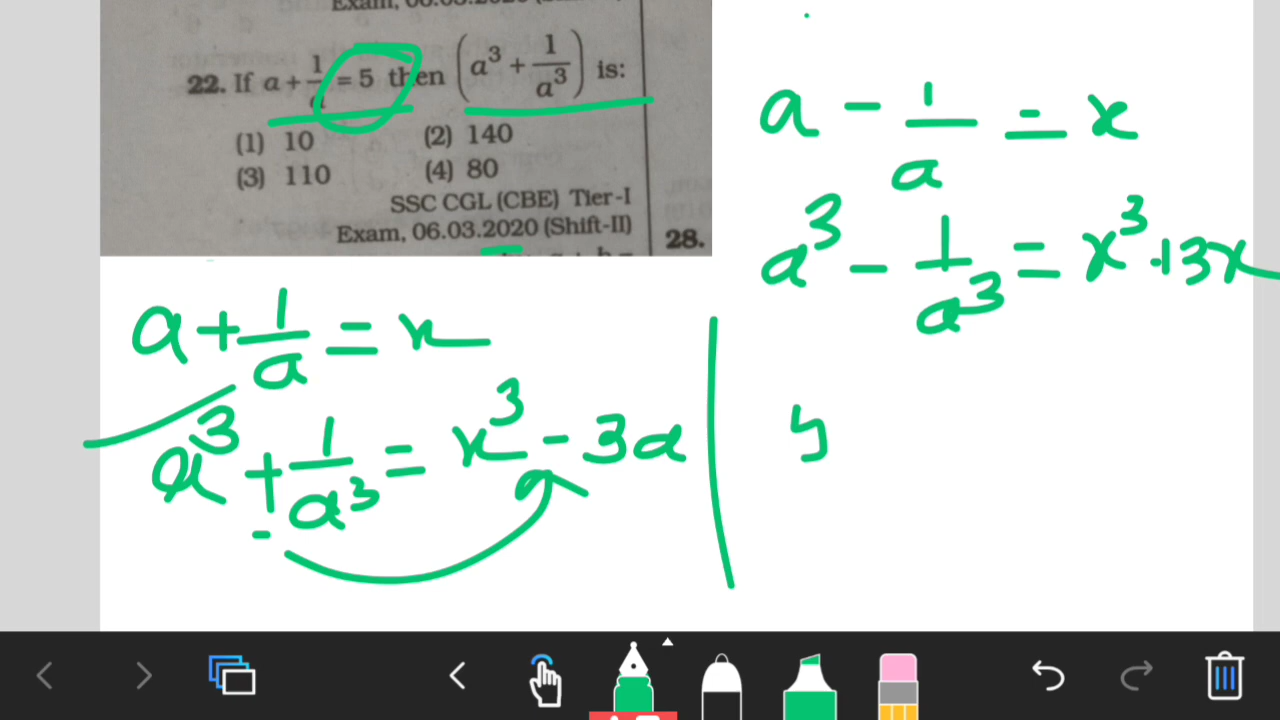 Exam, 06.03.2020
22. If a + 1/a = 5 then (a³ + 1/a³) is:
(1) 10 (2) 140
(3) 110 (4) 80
SSC CGL (CBE) Tier-I
Exam, 06.03.2020 (Shift-II)
28.
a + 1/a = x
a³ + 1/a³ = x³ - 3x
a - 1/a = x
a³ - 1/a³ = x³ + 3x
5